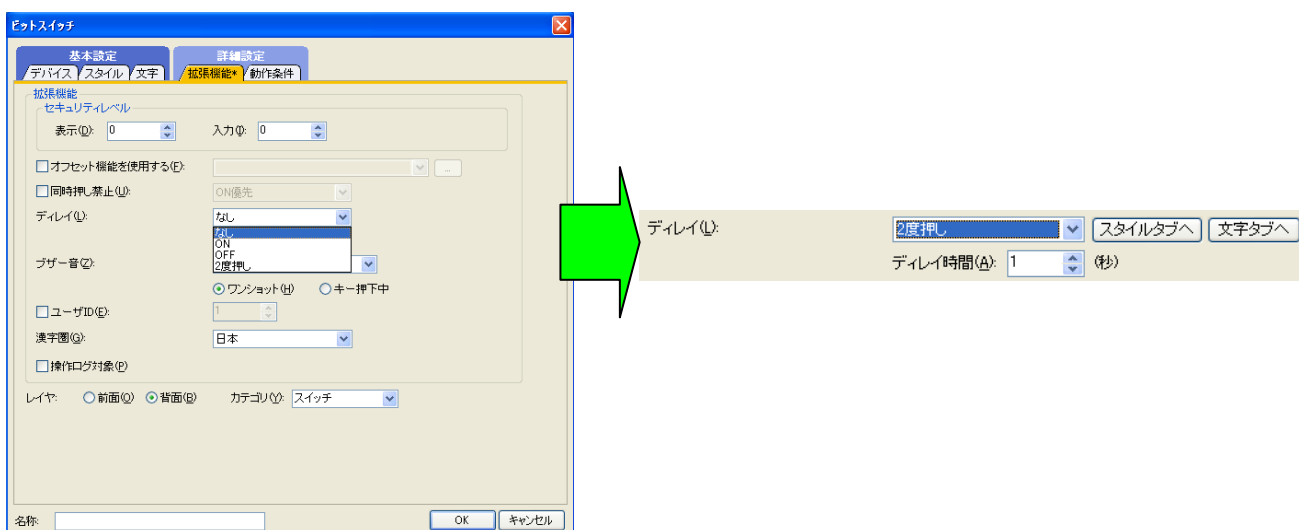 ビットスイッチ
基本設定 詳細設定
デバイス スタイル 文字 拡張機能* 動作条件
拡張機能
セキュリティレベル
表示(D): 0 入力(I): 0
オフセット機能を使用する(F): ...
同時押し禁止(U): ON優先
ディレイ(L): なし
なし
ON
OFF
2度押し
ブザー音(Z):
ワンショット(H) キー押下中
ユーザID(E): 1
漢字圏(G): 日本
操作ログ対象(P)
レイヤ: 前面(O) 背面(B) カテゴリ(Y): スイッチ
名称: OK キャンセル
ディレイ(L): 2度押し スタイルタブへ 文字タブへ
ディレイ時間(A): 1 (秒)